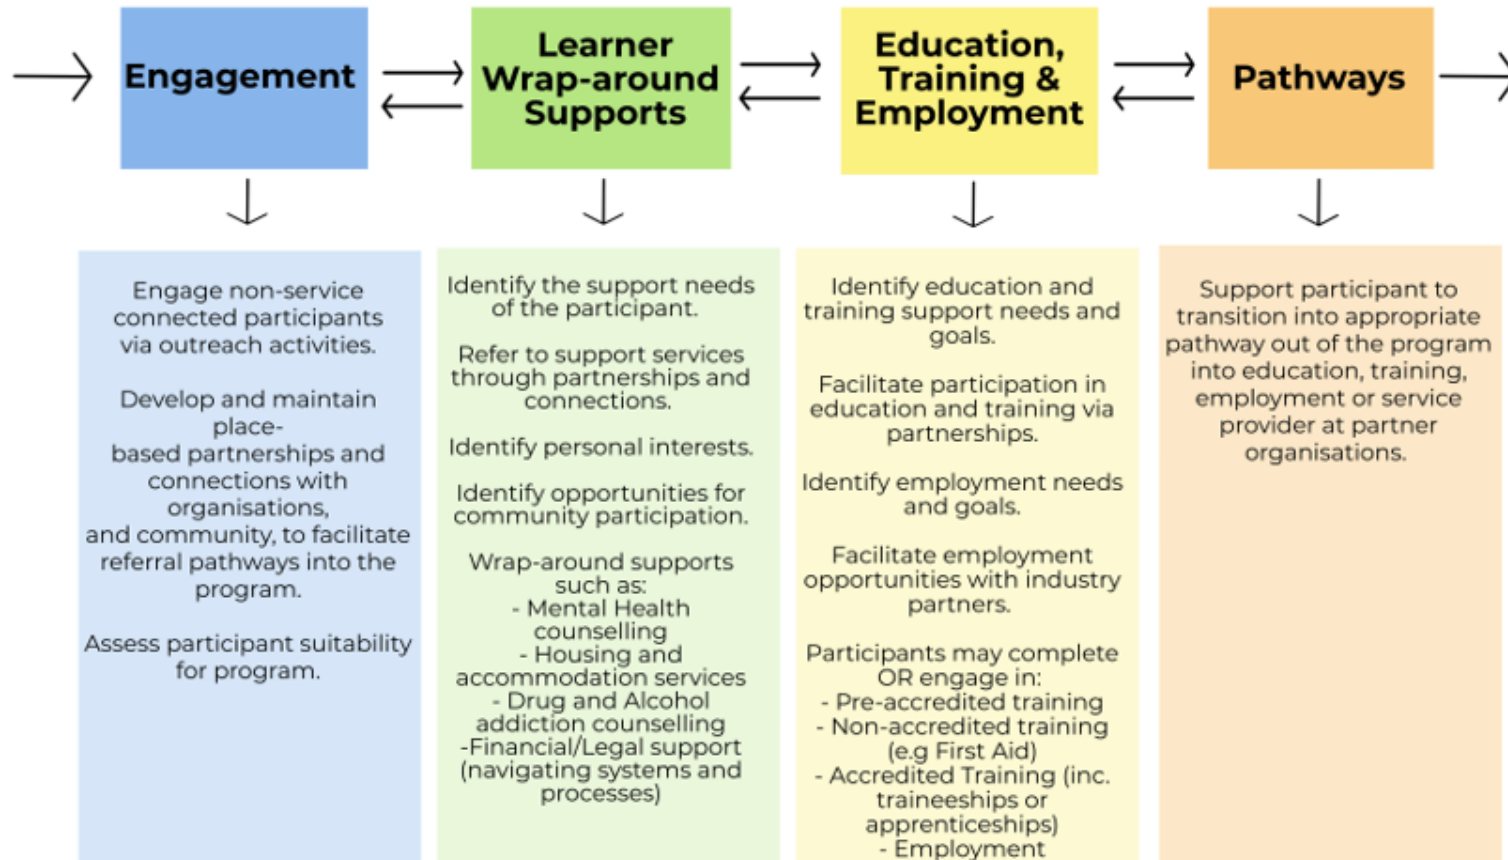 Engagement
Learner
Wrap-around
Supports
Education,
Training &
Employment
Pathways
Engage non-service
connected participants
via outreach activities.
Develop and maintain
place-
based partnerships and
connections with
organisations,
and community, to facilitate
referral pathways into the
program.
Assess participant suitability
for program.
Identify the support needs
of the participant.
Refer to support services
through partnerships and
connections.
Identify personal interests.
Identify opportunities for
community participation.
Wrap-around supports
such as:
- Mental Health
counselling
- Housing and
accommodation services
- Drug and Alcohol
addiction counselling
-Financial/Legal support
(navigating systems and
processes)
Identify education and
training support needs and
goals.
Facilitate participation in
education and training via
partnerships.
Identify employment needs
and goals.
Facilitate employment
opportunities with industry
partners.
Participants may complete
OR engage in:
- Pre-accredited training
- Non-accredited training
(e.g First Aid)
- Accredited Training (inc.
traineeships or
apprenticeships)
- Employment
Support participant to
transition into appropriate
pathway out of the program
into education, training,
employment or service
provider at partner
organisations.